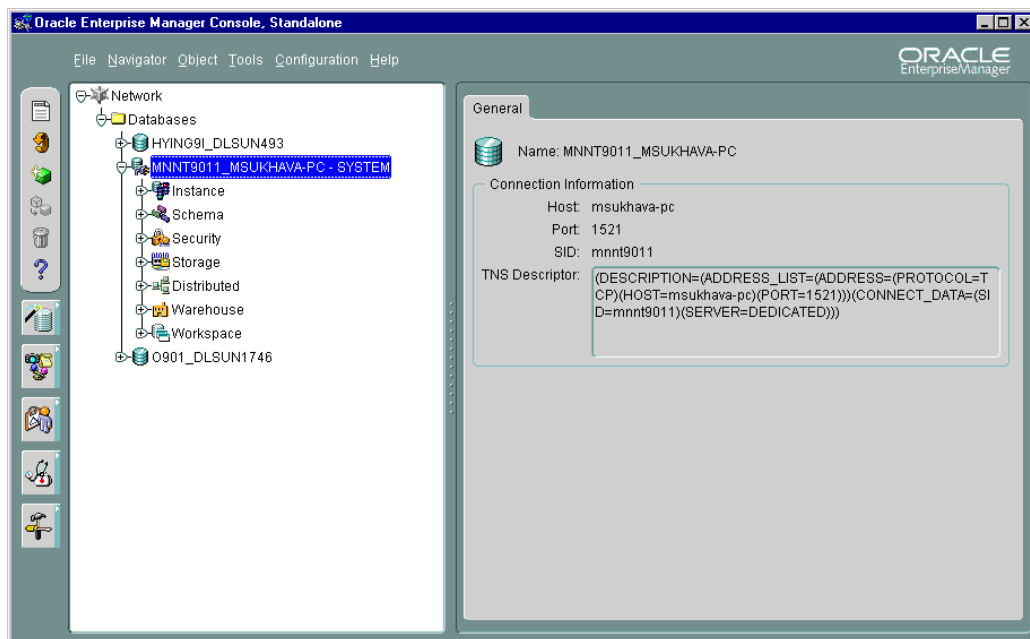 Oracle Enterprise Manager Console, Standalone
File Navigator Object Tools Configuration Help
ORACLE
EnterpriseManager
Network
Databases
HYING9I_DLSUN493
MNNT9011_MSUKHAVA-PC - SYSTEM
Instance
Schema
Security
Storage
Distributed
Warehouse
Workspace
O901_DLSUN1746
General
Name: MNNT9011_MSUKHAVA-PC
Connection Information
Host: msukhava-pc
Port: 1521
SID: mnnt9011
TNS Descriptor: (DESCRIPTION=(ADDRESS_LIST=(ADDRESS=(PROTOCOL=T
CP)(HOST=msukhava-pc)(PORT=1521)))(CONNECT_DATA=(SI
D=mnnt9011)(SERVER=DEDICATED)))